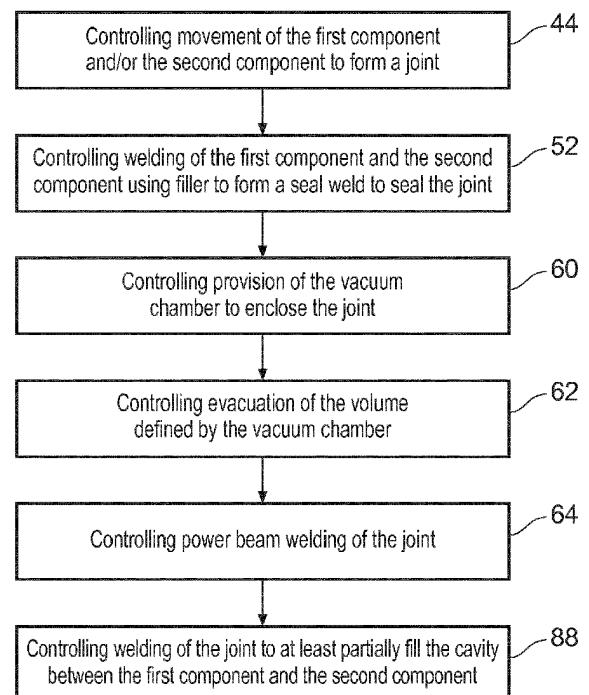 Controlling movement of the first component
and/or the second component to form a joint
44
Controlling welding of the first component and the second
component using filler to form a seal weld to seal the joint
52
Controlling provision of the vacuum
chamber to enclose the joint
60
Controlling evacuation of the volume
defined by the vacuum chamber
62
Controlling power beam welding of the joint
64
Controlling welding of the joint to at least partially fill the cavity
between the first component and the second component
88